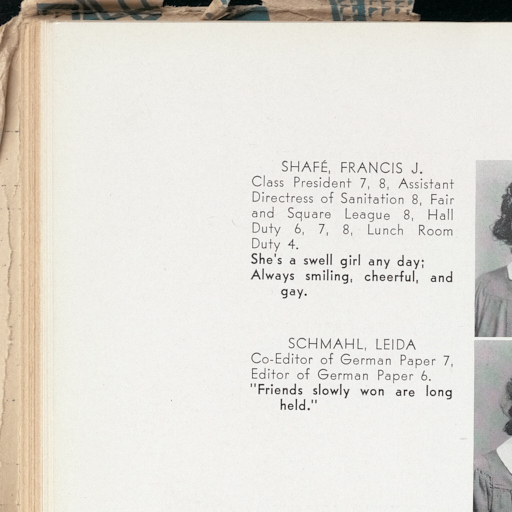 SHAFÉ, FRANCIS J.
Class President 7, 8, Assistant
Directress of Sanitation 8, Fair
and Square League 8, Hall
Duty 6, 7, 8, Lunch Room
Duty 4.
She's a swell girl any day;
Always smiling, cheerful, and
gay.
SCHMAHL, LEIDA
Co-Editor of German Paper 7,
Editor of German Paper 6.
"Friends slowly won are long
held."